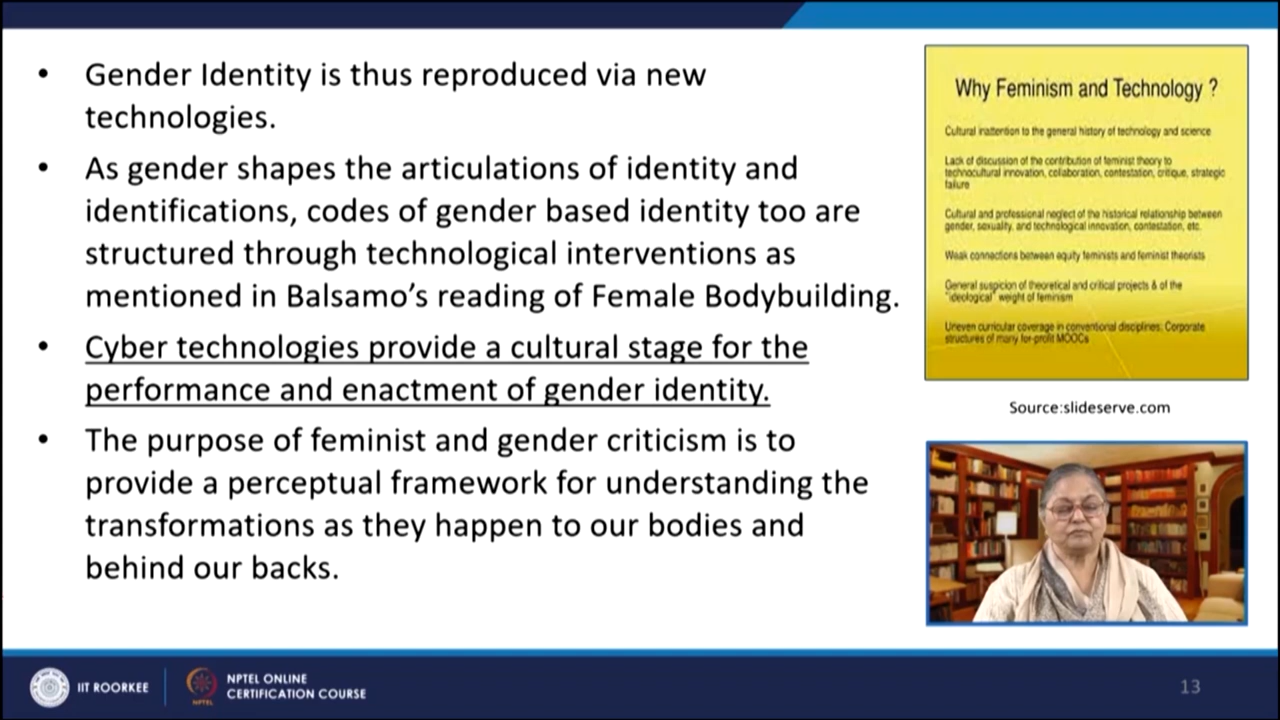 • Gender Identity is thus reproduced via new
technologies.
• As gender shapes the articulations of identity and
identifications, codes of gender based identity too are
structured through technological interventions as
mentioned in Balsamo’s reading of Female Bodybuilding.
• Cyber technologies provide a cultural stage for the
performance and enactment of gender identity.
• The purpose of feminist and gender criticism is to
provide a perceptual framework for understanding the
transformations as they happen to our bodies and
behind our backs.
Why Feminism and Technology ?
Cultural inattention to the general history of technology and science
Lack of discussion of the contribution of feminist theory to
technocultural innovation, collaboration, contestation, critique, strategic
failure
Cultural and professional neglect of the historical relationship between
gender, sexuality, and technological innovation, contestation, etc.
Weak connections between equity feminists and feminist theorists
General suspicion of theoretical and critical projects & of the
"ideological" weight of feminism
Uneven curricular coverage in conventional disciplines; Corporate
structures of many for-profit MOOCs
Source:slideserve.com
IIT ROORKEE
NPTEL
NPTEL ONLINE
CERTIFICATION COURSE
13